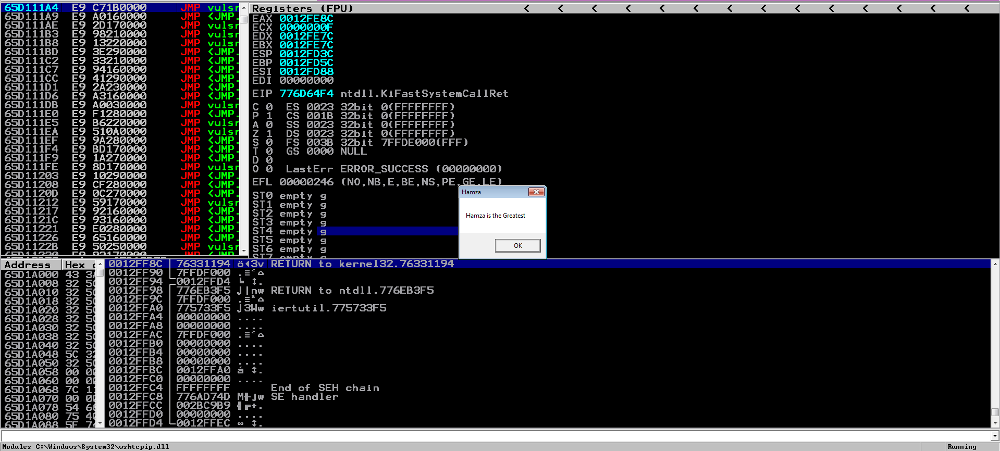 65D111A4 E9 C71B0000 JMP vulsr
65D111A9 E9 A0160000 JMP <JMP.
65D111AE E9 2D170000 JMP vulsr
65D111B3 E9 98210000 JMP vulsr
65D111B8 E9 13220000 JMP vulsr
65D111BD E9 3E290000 JMP <JMP.
65D111C2 E9 33210000 JMP <JMP.
65D111C7 E9 94160000 JMP <JMP.
65D111CC E9 41290000 JMP <JMP.
65D111D1 E9 2A230000 JMP <JMP.
65D111D6 E9 A3160000 JMP <JMP.
65D111DB E9 A0030000 JMP vulsr
65D111E0 E9 F1280000 JMP <JMP.
65D111E5 E9 B6220000 JMP vulsr
65D111EA E9 510A0000 JMP vulsr
65D111EF E9 9A280000 JMP <JMP.
65D111F4 E9 BD170000 JMP <JMP.
65D111F9 E9 1A270000 JMP <JMP.
65D111FE E9 8D170000 JMP vulsr
65D11203 E9 10290000 JMP <JMP.
65D11208 E9 CF280000 JMP <JMP.
65D1120D E9 0C270000 JMP <JMP.
65D11212 E9 59170000 JMP vulsr
65D11217 E9 92160000 JMP <JMP.
65D1121C E9 93160000 JMP <JMP.
65D11221 E9 E0280000 JMP <JMP.
65D11226 E9 65160000 JMP <JMP.
65D1122B E9 50250000 JMP vulsr
Registers (FPU) < < < < < < < < < < < < < <
EAX 0012FE8C
ECX 0000000F
EDX 0012FE7C
EBX 0012FE7C
ESP 0012FD3C
EBP 0012FD5C
ESI 0012FD88
EDI 00000000
EIP 776D64F4 ntdll.KiFastSystemCallRet
C 0 ES 0023 32bit 0(FFFFFFFF)
P 1 CS 001B 32bit 0(FFFFFFFF)
A 0 SS 0023 32bit 0(FFFFFFFF)
Z 1 DS 0023 32bit 0(FFFFFFFF)
S 0 FS 003B 32bit 7FFDE000(FFF)
T 0 GS 0000 NULL
D 0
O 0 LastErr ERROR_SUCCESS (00000000)
EFL 00000246 (NO,NB,E,BE,NS,PE,GE,LE)
ST0 empty g
ST1 empty g
ST2 empty g
ST3 empty g
ST4 empty g
ST5 empty g
ST6 empty g
ST7 empty g
Hamza
Hamza is the Greatest
OK
Address Hex
65D1A000 43 3A
65D1A008 32 50
65D1A010 32 50
65D1A018 32 50
65D1A020 32 50
65D1A028 32 50
65D1A030 32 50
65D1A038 32 50
65D1A040 32 50
65D1A048 5C 32
65D1A050 32 50
65D1A058 00 00
65D1A060 00 00
65D1A068 7C 11
65D1A070 00 00
65D1A078 54 68
65D1A080 75 40
65D1A088 5F 74
0012FF8C 76331194 ö◄3v RETURN to kernel32.76331194
0012FF90 7FFDF000 .≡²⌂
0012FF94 0012FFD4 ╘ ↕.
0012FF98 776EB3F5 ⌡│nw RETURN to ntdll.776EB3F5
0012FF9C 7FFDF000 .≡²⌂
0012FFA0 775733F5 ⌡3Ww iertutil.775733F5
0012FFA4 00000000 ....
0012FFA8 00000000 ....
0012FFAC 7FFDF000 .≡²⌂
0012FFB0 00000000 ....
0012FFB4 00000000 ....
0012FFB8 00000000 ....
0012FFBC 0012FFA0 á ↕.
0012FFC0 00000000 ....
0012FFC4 FFFFFFFF End of SEH chain
0012FFC8 776AD74D M╫jw SE handler
0012FFCC 002BC9B9 ╣╔+.
0012FFD0 00000000 ....
0012FFD4 0012FFEC ∞ ↕.
Modules C:\Windows\System32\wshtcpip.dll
Running